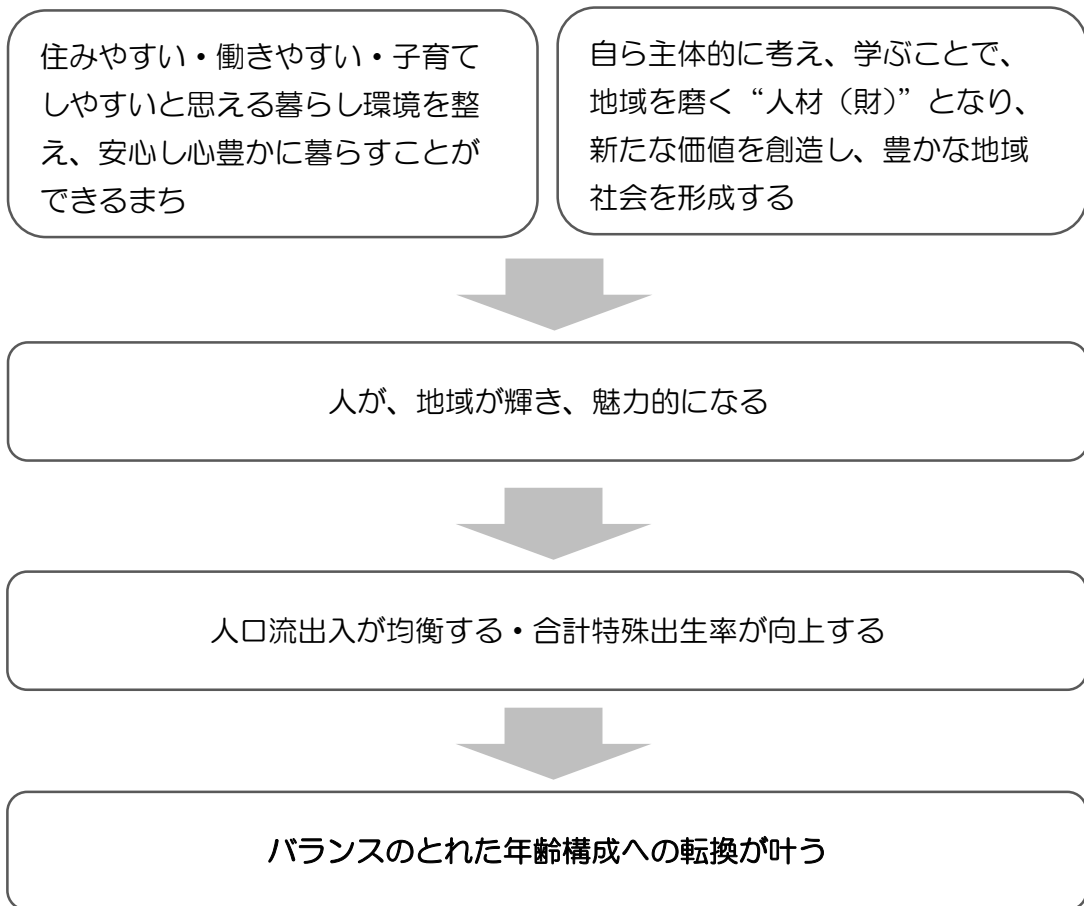 住みやすい・働きやすい・子育て
しやすいと思える暮らし環境を整
え、安心し心豊かに暮らすことが
できるまち
自ら主体的に考え、学ぶことで、
地域を磨く“人材（財）”となり、
新たな価値を創造し、豊かな地域
社会を形成する
人が、地域が輝き、魅力的になる
人口流出入が均衡する・合計特殊出生率が向上する
バランスのとれた年齢構成への転換が叶う